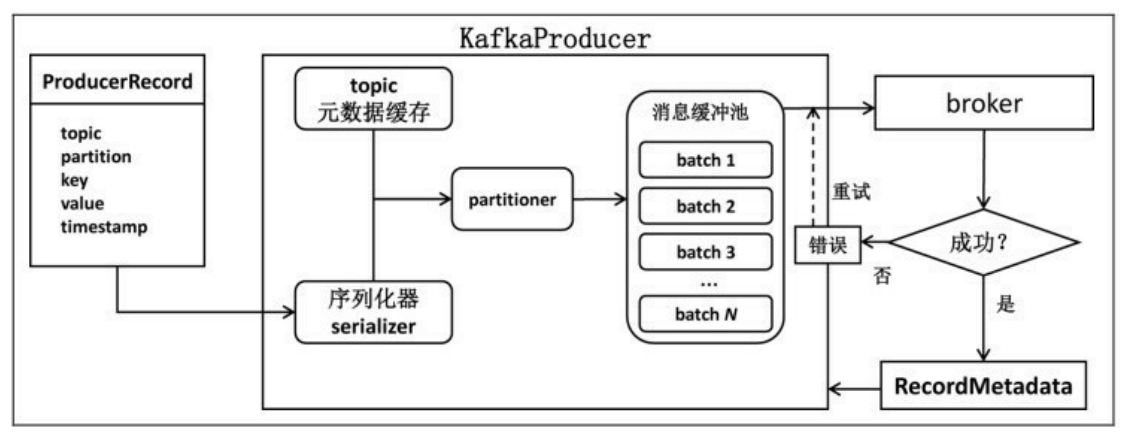 KafkaProducer
ProducerRecord
topic
partition
key
value
timestamp
topic
元数据缓存
序列化器
serializer
partitioner
消息缓冲池
batch 1
batch 2
batch 3
...
batch N
broker
重试
错误
成功?
否
是
RecordMetadata